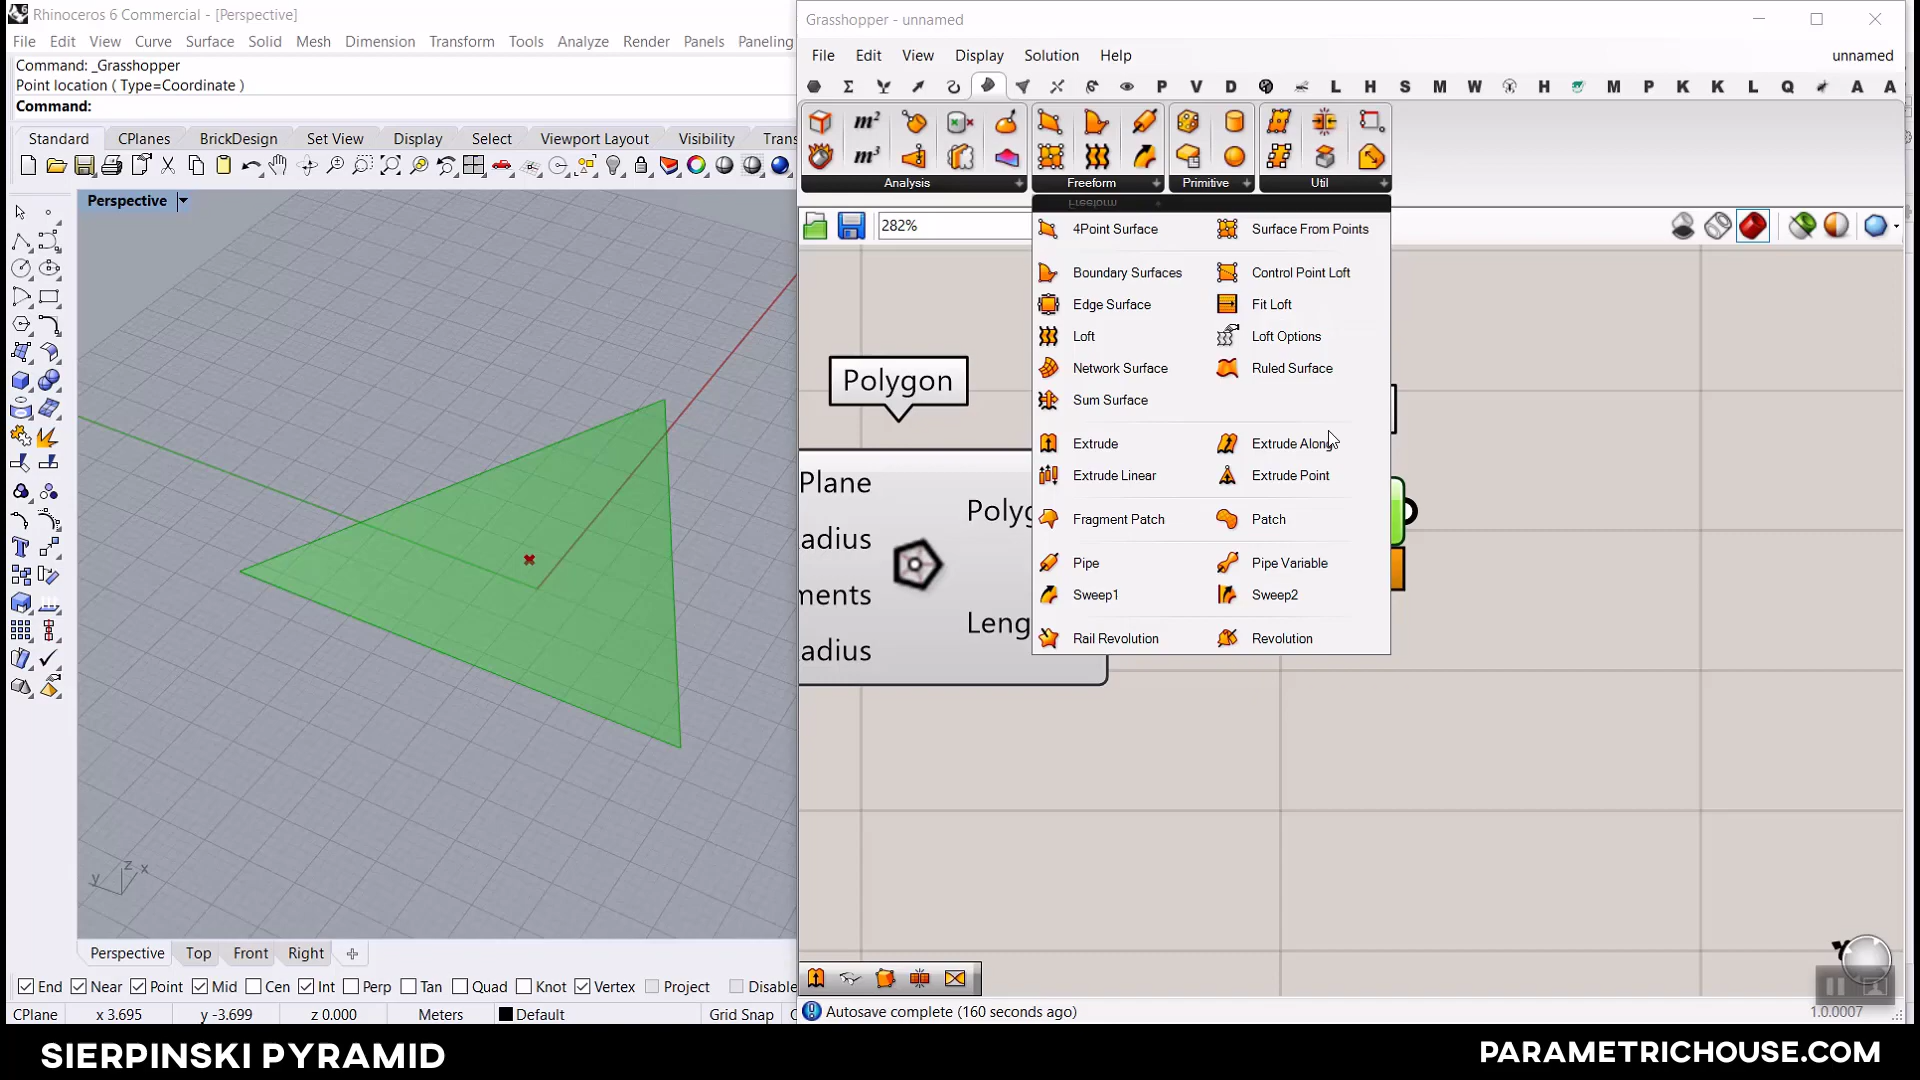 Rhinoceros 6 Commercial - [Perspective]
File Edit View Curve Surface Solid Mesh Dimension Transform Tools Analyze Render Panels Paneling
Command: _Grasshopper
Point location ( Type=Coordinate )
Command:
Standard CPlanes BrickDesign Set View Display Select Viewport Layout Visibility Trans
Perspective
z x
y
Perspective Top Front Right
End Near Point Mid Cen Int Perp Tan Quad Knot Vertex Project Disable
CPlane x 3.695 y -3.699 z 0.000 Meters Default Grid Snap
Grasshopper - unnamed
File Edit View Display Solution Help unnamed
P V D L H S M W H M P K K L Q A A
m² m³
Analysis Freeform Primitive Util
282%
Freeform
4Point Surface Surface From Points
Boundary Surfaces Control Point Loft
Edge Surface Fit Loft
Loft Loft Options
Network Surface Ruled Surface
Sum Surface
Extrude Extrude Along
Extrude Linear Extrude Point
Fragment Patch Patch
Pipe Pipe Variable
Sweep1 Sweep2
Rail Revolution Revolution
Polygon
Plane
Polyg
adius
ments
Leng
adius
Autosave complete (160 seconds ago)
1.0.0007
SIERPINSKI PYRAMID
PARAMETRICHOUSE.COM